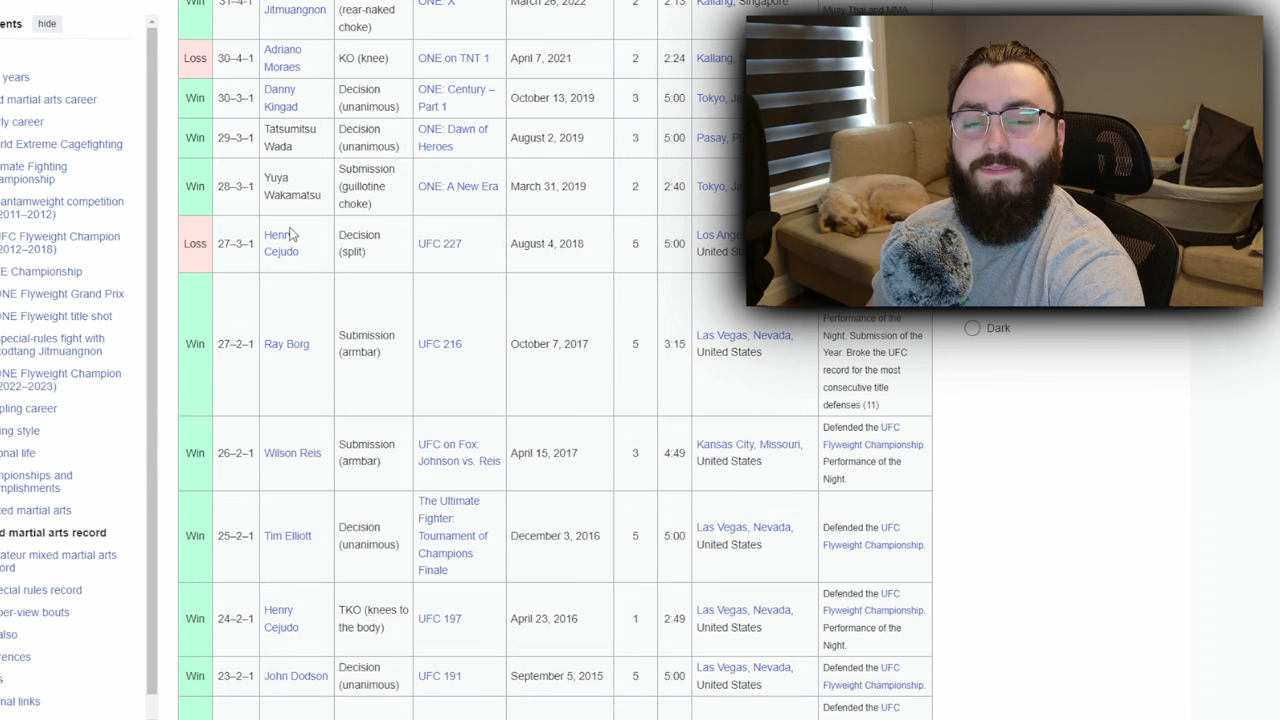 ents hide
years
d martial arts career
rly career
rld Extreme Cagefighting
mate Fighting
ampionship
antamweight competition
2011–2012)
FC Flyweight Champion
2012–2018)
E Championship
NE Flyweight Grand Prix
NE Flyweight title shot
pecial-rules fight with
odtang Jitmuangnon
NE Flyweight Champion
2022–2023)
pling career
ng style
onal life
mpionships and
mplishments
xed martial arts
d martial arts record
ateur mixed martial arts
ord
ecial rules record
er-view bouts
also
rences
s
nal links
Win 31–4–1 Jitmuangnon (rear-naked choke) ONE: X March 26, 2022 2 2:13 Kallang, Singapore Muay Thai and MMA
Loss 30–4–1 Adriano Moraes KO (knee) ONE on TNT 1 April 7, 2021 2 2:24 Kallang, S
Win 30–3–1 Danny Kingad Decision (unanimous) ONE: Century – Part 1 October 13, 2019 3 5:00 Tokyo, Ja
Win 29–3–1 Tatsumitsu Wada Decision (unanimous) ONE: Dawn of Heroes August 2, 2019 3 5:00 Pasay, P
Win 28–3–1 Yuya Wakamatsu Submission (guillotine choke) ONE: A New Era March 31, 2019 2 2:40 Tokyo, Ja
Loss 27–3–1 Henry Cejudo Decision (split) UFC 227 August 4, 2018 5 5:00 Los Ang United St
Win 27–2–1 Ray Borg Submission (armbar) UFC 216 October 7, 2017 5 3:15 Las Vegas, Nevada, United States Performance of the Night. Submission of the Year. Broke the UFC record for the most consecutive title defenses (11)
Win 26–2–1 Wilson Reis Submission (armbar) UFC on Fox: Johnson vs. Reis April 15, 2017 3 4:49 Kansas City, Missouri, United States Defended the UFC Flyweight Championship. Performance of the Night.
Win 25–2–1 Tim Elliott Decision (unanimous) The Ultimate Fighter: Tournament of Champions Finale December 3, 2016 5 5:00 Las Vegas, Nevada, United States Defended the UFC Flyweight Championship.
Win 24–2–1 Henry Cejudo TKO (knees to the body) UFC 197 April 23, 2016 1 2:49 Las Vegas, Nevada, United States Defended the UFC Flyweight Championship. Performance of the Night.
Win 23–2–1 John Dodson Decision (unanimous) UFC 191 September 5, 2015 5 5:00 Las Vegas, Nevada, United States Defended the UFC Flyweight Championship.
Defended the UFC
Dark